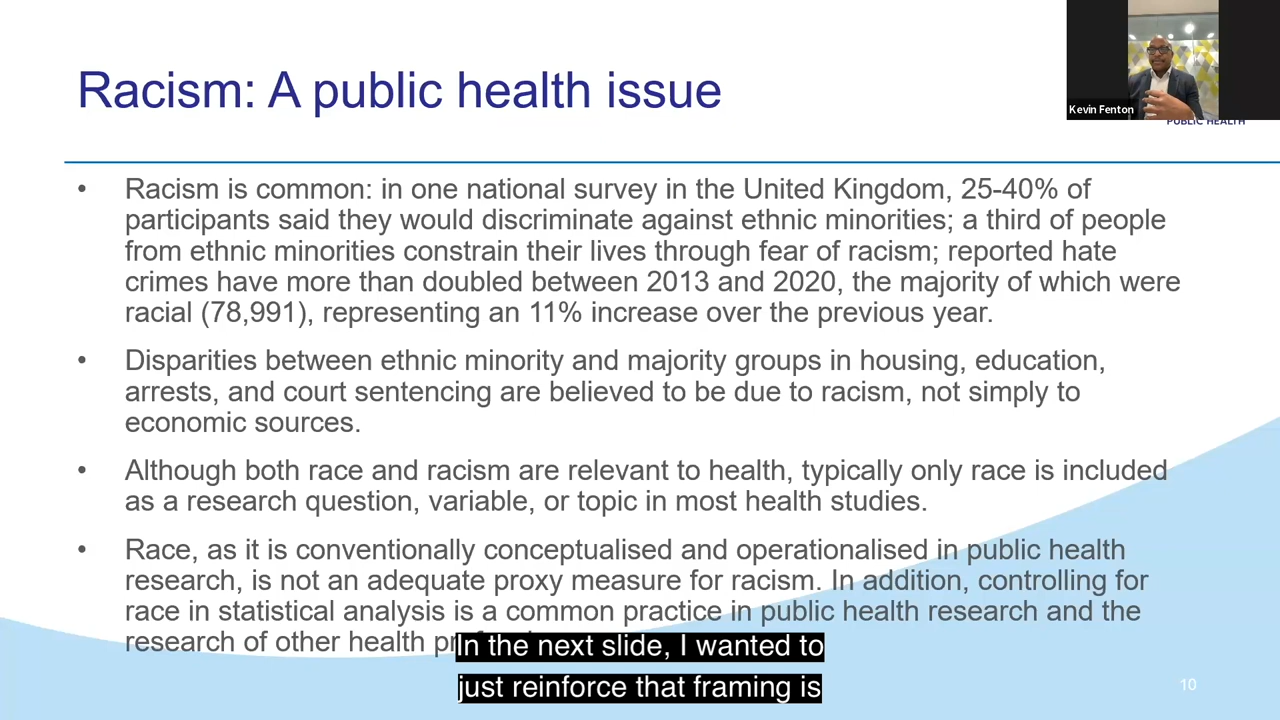 Racism: A public health issue
Kevin Fenton
PUBLIC HEALTH
• Racism is common: in one national survey in the United Kingdom, 25-40% of
participants said they would discriminate against ethnic minorities; a third of people
from ethnic minorities constrain their lives through fear of racism; reported hate
crimes have more than doubled between 2013 and 2020, the majority of which were
racial (78,991), representing an 11% increase over the previous year.
• Disparities between ethnic minority and majority groups in housing, education,
arrests, and court sentencing are believed to be due to racism, not simply to
economic sources.
• Although both race and racism are relevant to health, typically only race is included
as a research question, variable, or topic in most health studies.
• Race, as it is conventionally conceptualised and operationalised in public health
research, is not an adequate proxy measure for racism. In addition, controlling for
race in statistical analysis is a common practice in public health research and the
research of other health
In the next slide, I wanted to
just reinforce that framing is
10